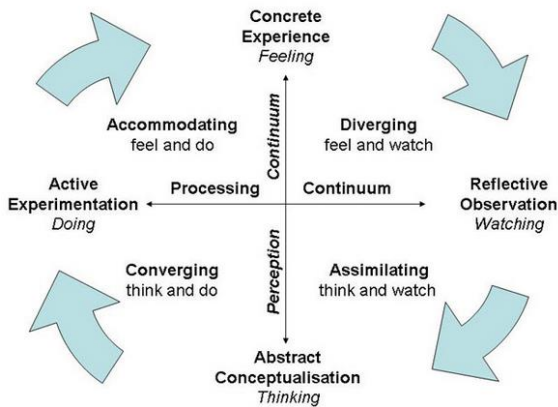 Concrete
Experience
Feeling
Accommodating
feel and do
Continuum
Diverging
feel and watch
Active
Experimentation
Doing
Processing
Continuum
Reflective
Observation
Watching
Converging
think and do
Perception
Assimilating
think and watch
Abstract
Conceptualisation
Thinking